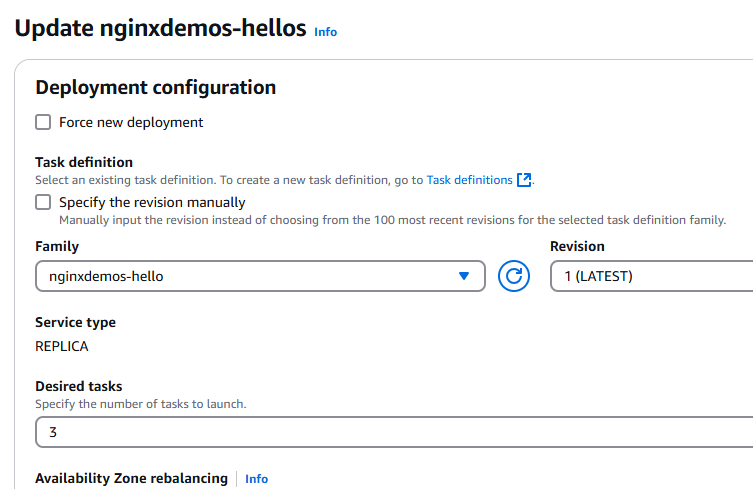 Update nginxdemos-hellos Info
Deployment configuration
Force new deployment
Task definition
Select an existing task definition. To create a new task definition, go to Task definitions.
Specify the revision manually
Manually input the revision instead of choosing from the 100 most recent revisions for the selected task definition family.
Family Revision
nginxdemos-hello 1 (LATEST)
Service type
REPLICA
Desired tasks
Specify the number of tasks to launch.
3
Availability Zone rebalancing Info